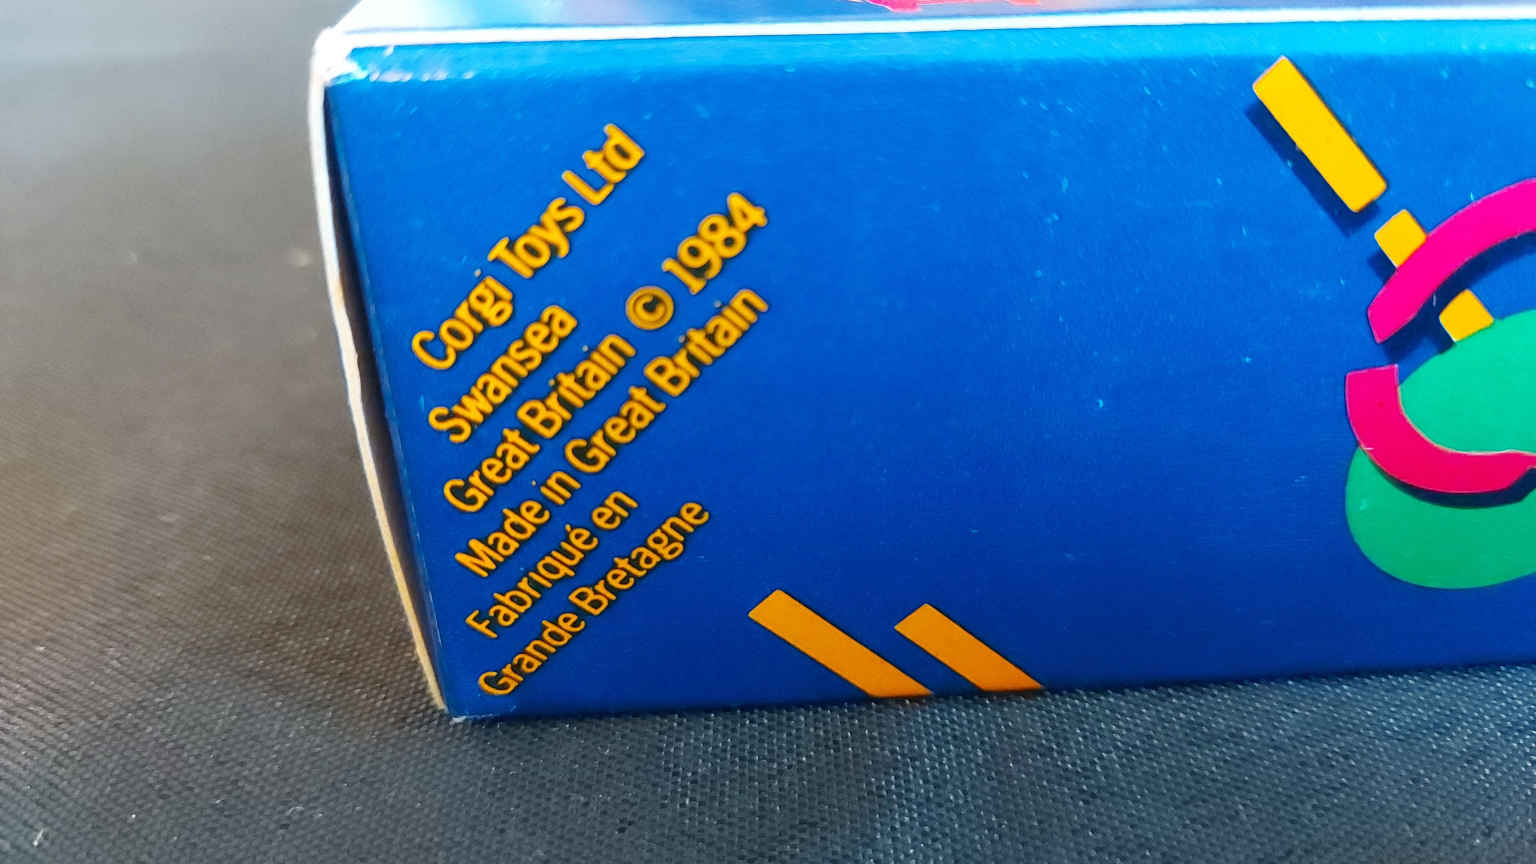 Corgi Toys Ltd
Swansea
Great Britain © 1984
Made in Great Britain
Fabriqué en
Grande Bretagne